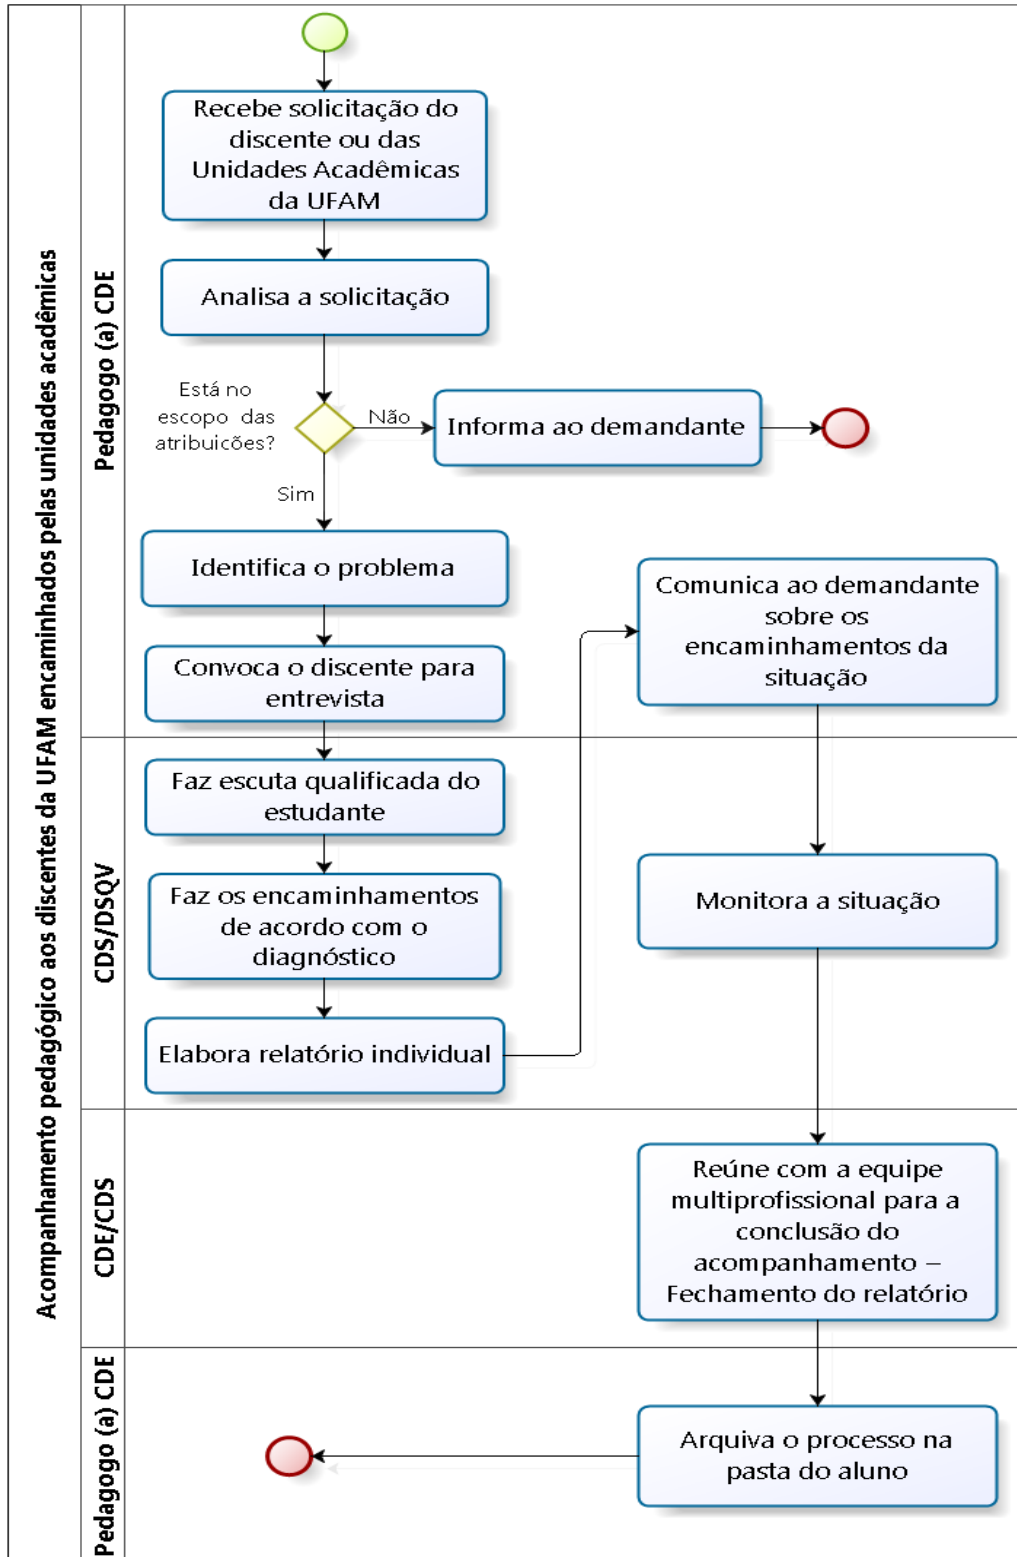 Acompanhamento pedagógico aos discentes da UFAM encaminhados pelas unidades acadêmicas
Pedagogo (a) CDE
Recebe solicitação do
discente ou das
Unidades Acadêmicas
da UFAM
Analisa a solicitação
Está no
escopo das
atribuicões?
Não
Informa ao demandante
Sim
Identifica o problema
Convoca o discente para
entrevista
Comunica ao demandante
sobre os
encaminhamentos da
situação
CDS/DSQV
Faz escuta qualificada do
estudante
Faz os encaminhamentos
de acordo com o
diagnóstico
Elabora relatório individual
Monitora a situação
CDE/CDS
Reúne com a equipe
multiprofissional para a
conclusão do
acompanhamento –
Fechamento do relatório
Pedagogo (a) CDE
Arquiva o processo na
pasta do aluno